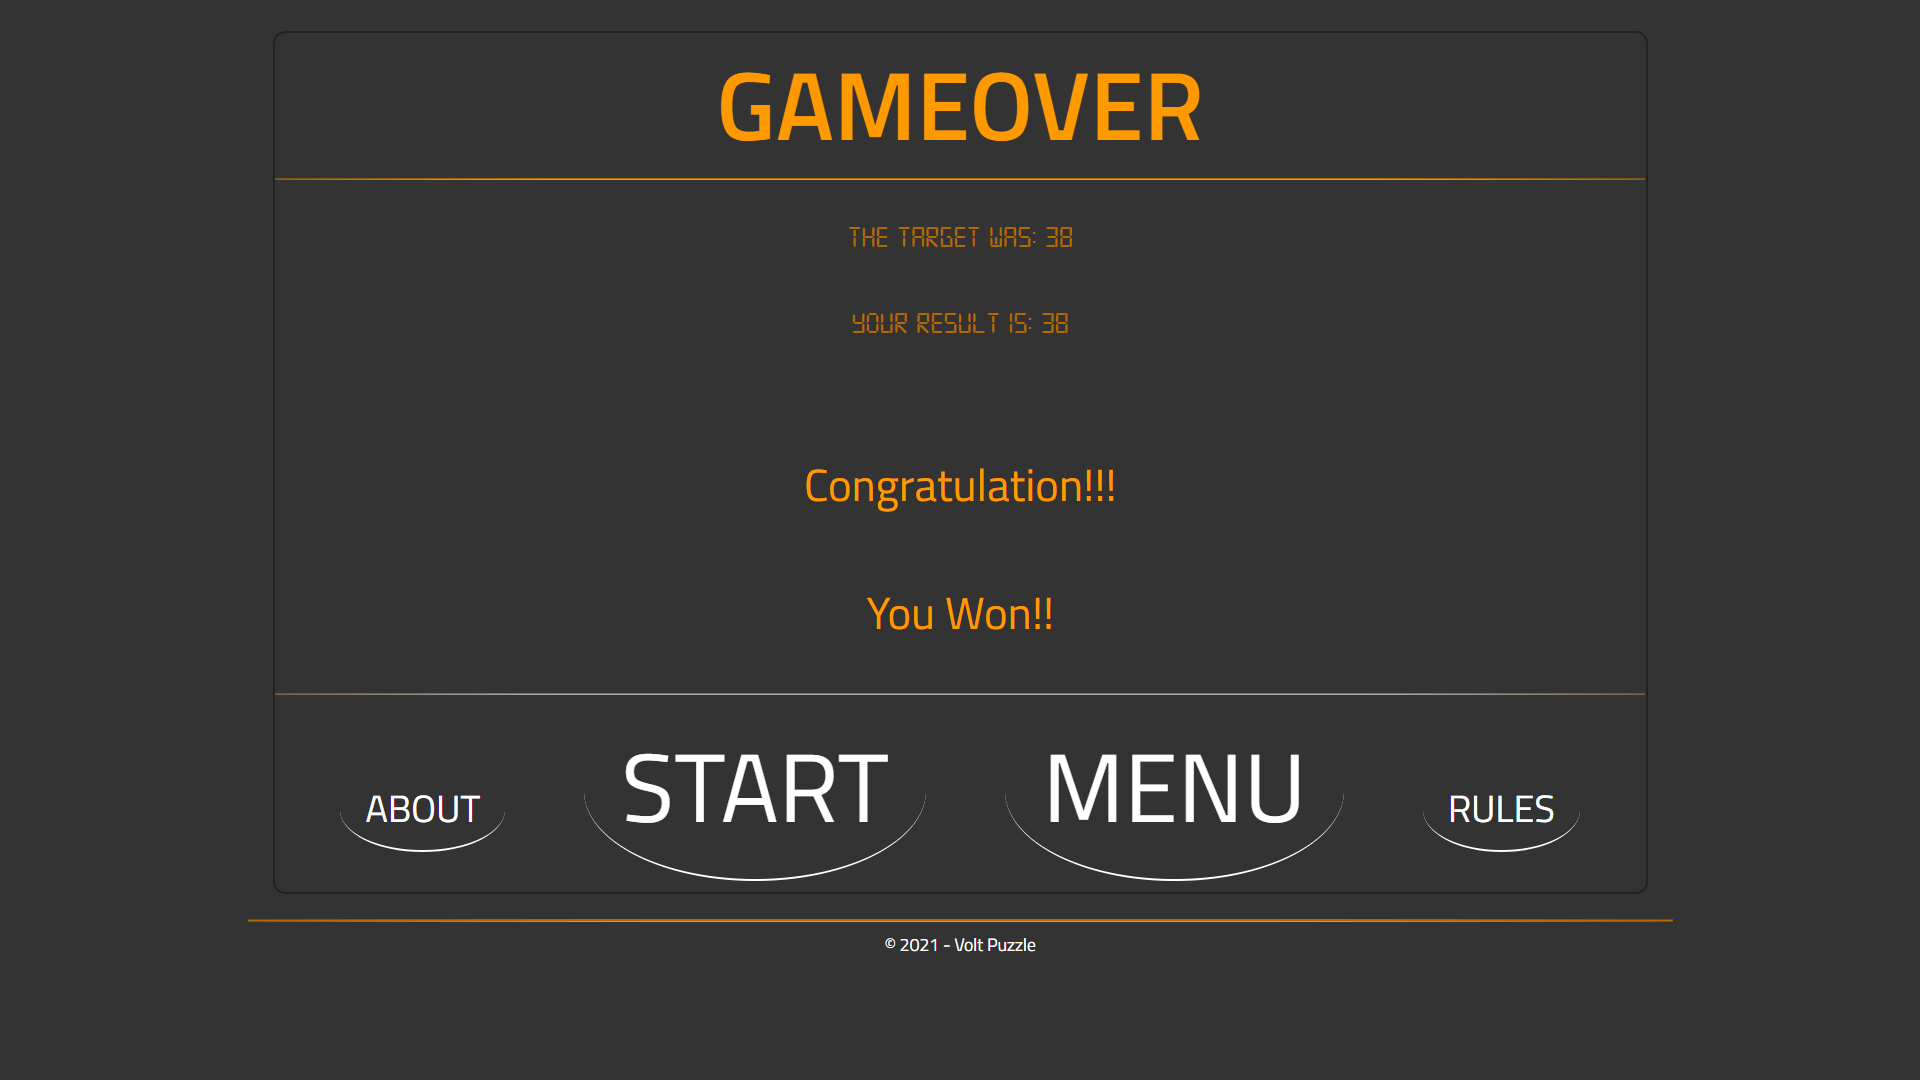 GAMEOVER
THE TARGET WAS: 38
YOUR RESULT IS: 38
Congratulation!!!
You Won!!
ABOUT START MENU RULES
© 2021 - Volt Puzzle